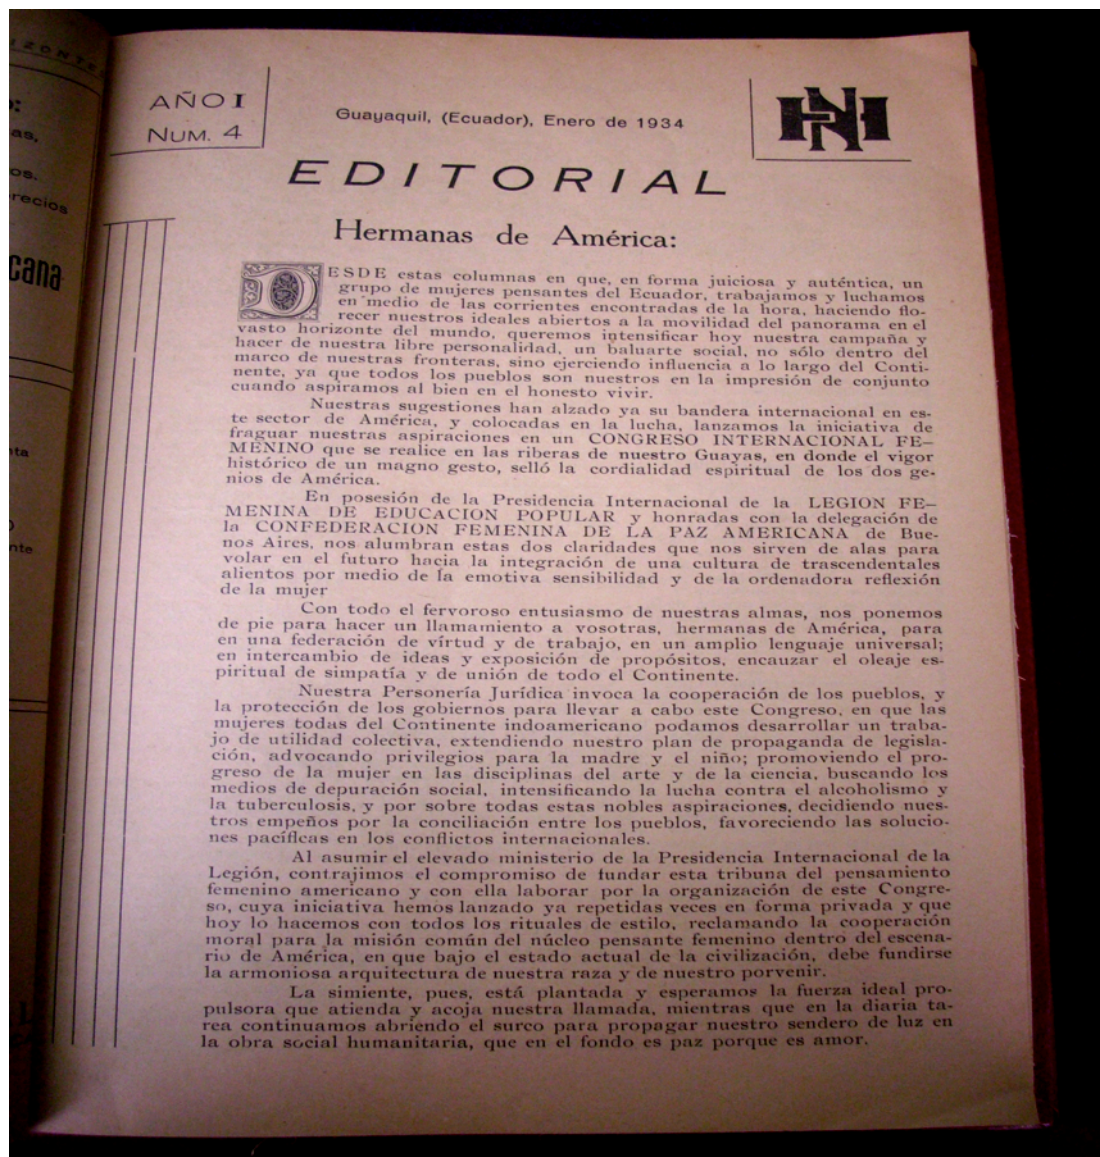 IZONTES
o:
as,
os.
recios
cana
ta
nte
AÑO I
NUM. 4
Guayaquil, (Ecuador), Enero de 1934
EDITORIAL
Hermanas de América:
DESDE estas columnas en que, en forma juiciosa y auténtica, un
grupo de mujeres pensantes del Ecuador, trabajamos y luchamos
en medio de las corrientes encontradas de la hora, haciendo flo-
recer nuestros ideales abiertos a la movilidad del panorama en el
vasto horizonte del mundo, queremos intensificar hoy nuestra campaña y
hacer de nuestra libre personalidad, un baluarte social, no sólo dentro del
marco de nuestras fronteras, sino ejerciendo influencia a lo largo del Conti-
nente, ya que todos los pueblos son nuestros en la impresión de conjunto
cuando aspiramos al bien en el honesto vivir.
Nuestras sugestiones han alzado ya su bandera internacional en es-
te sector de América, y colocadas en la lucha, lanzamos la iniciativa de
fraguar nuestras aspiraciones en un CONGRESO INTERNACIONAL FE-
MENINO que se realice en las riberas de nuestro Guayas, en donde el vigor
histórico de un magno gesto, selló la cordialidad espiritual de los dos ge-
nios de América.
En posesión de la Presidencia Internacional de la LEGION FE-
MENINA DE EDUCACION POPULAR y honradas con la delegación de
la CONFEDERACION FEMENINA DE LA PAZ AMERICANA de Bue-
nos Aires, nos alumbran estas dos claridades que nos sirven de alas para
volar en el futuro hacia la integración de una cultura de trascendentales
alientos por medio de la emotiva sensibilidad y de la ordenadora reflexión
de la mujer
Con todo el fervoroso entusiasmo de nuestras almas, nos ponemos
de pie para hacer un llamamiento a vosotras, hermanas de América, para
en una federación de vírtud y de trabajo, en un amplio lenguaje universal;
en intercambio de ideas y exposición de propósitos, encauzar el oleaje es-
piritual de simpatía y de unión de todo el Continente.
Nuestra Personería Jurídica invoca la cooperación de los pueblos, y
la protección de los gobiernos para llevar a cabo este Congreso, en que las
mujeres todas del Continente indoamericano podamos desarrollar un traba-
jo de utilidad colectiva, extendiendo nuestro plan de propaganda de legisla-
ción, advocando privilegios para la madre y el niño; promoviendo el pro-
greso de la mujer en las disciplinas del arte y de la ciencia, buscando los
medios de depuración social, intensificando la lucha contra el alcoholismo y
la tuberculosis, y por sobre todas estas nobles aspiraciones, decidiendo nues-
tros empeños por la conciliación entre los pueblos, favoreciendo las solucio-
nes pacíficas en los conflictos internacionales.
Al asumir el elevado ministerio de la Presidencia Internacional de la
Legión, contrajimos el compromiso de fundar esta tribuna del pensamiento
femenino americano y con ella laborar por la organización de este Congre-
so, cuya iniciativa hemos lanzado ya repetidas veces en forma privada y que
hoy lo hacemos con todos los rituales de estilo, reclamando la cooperación
moral para la misión común del núcleo pensante femenino dentro del escena-
rio de América, en que bajo el estado actual de la civilización, debe fundirse
la armoniosa arquitectura de nuestra raza y de nuestro porvenir.
La simiente, pues, está plantada y esperamos la fuerza ideal pro-
pulsora que atienda y acoja nuestra llamada, mientras que en la diaria ta-
rea continuamos abriendo el surco para propagar nuestro sendero de luz en
la obra social humanitaria, que en el fondo es paz porque es amor.